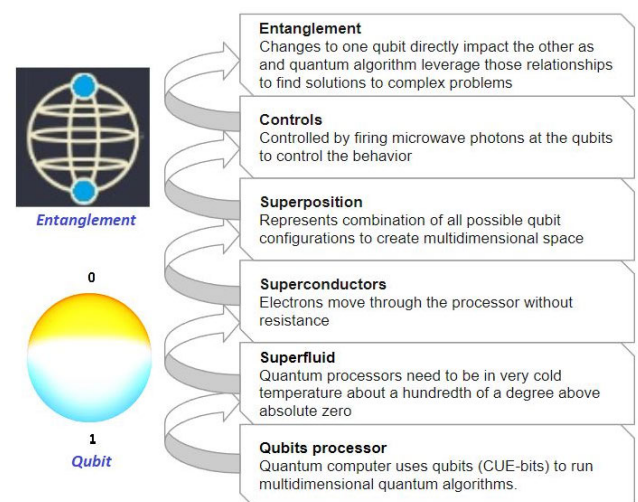 Entanglement
Changes to one qubit directly impact the other as
and quantum algorithm leverage those relationships
to find solutions to complex problems
Controls
Controlled by firing microwave photons at the qubits
to control the behavior
Superposition
Represents combination of all possible qubit
configurations to create multidimensional space
Superconductors
Electrons move through the processor without
resistance
Superfluid
Quantum processors need to be in very cold
temperature about a hundredth of a degree above
absolute zero
Qubits processor
Quantum computer uses qubits (CUE-bits) to run
multidimensional quantum algorithms.
Entanglement
0
1
Qubit